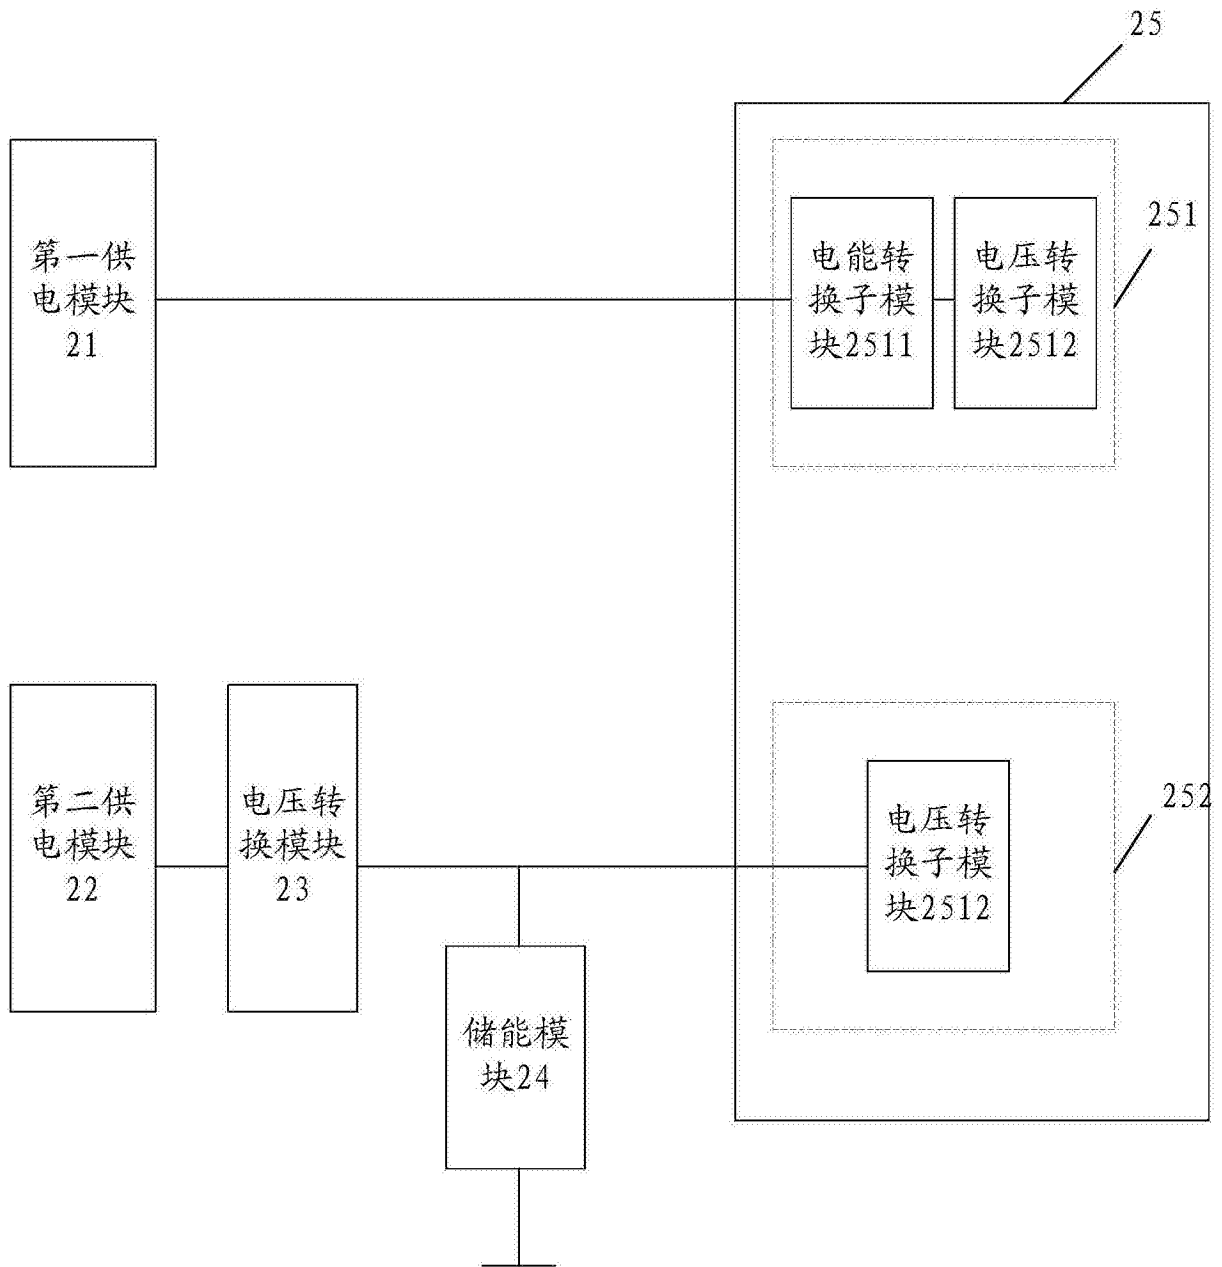 25
第一供
电模块
21
电能转
换子模
块2511
电压转
换子模
块2512
251
第二供
电模块
22
电压转
换模块
23
电压转
换子模
块2512
252
储能模
块24